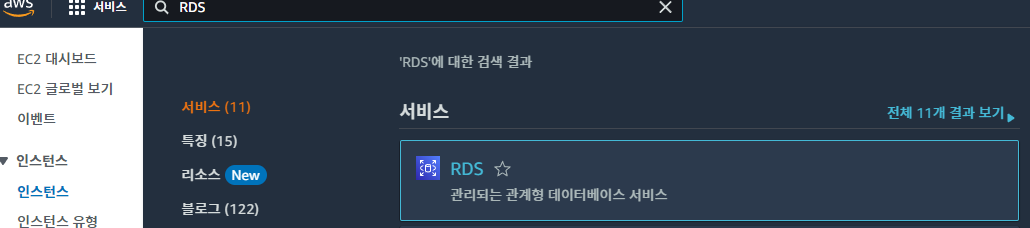 aws
서비스
RDS
EC2 대시보드
EC2 글로벌 보기
이벤트
인스턴스
인스턴스
인스턴스 유형
서비스 (11)
특징 (15)
리소스 New
블로그 (122)
'RDS'에 대한 검색 결과
서비스
전체 11개 결과 보기
RDS
관리되는 관계형 데이터베이스 서비스